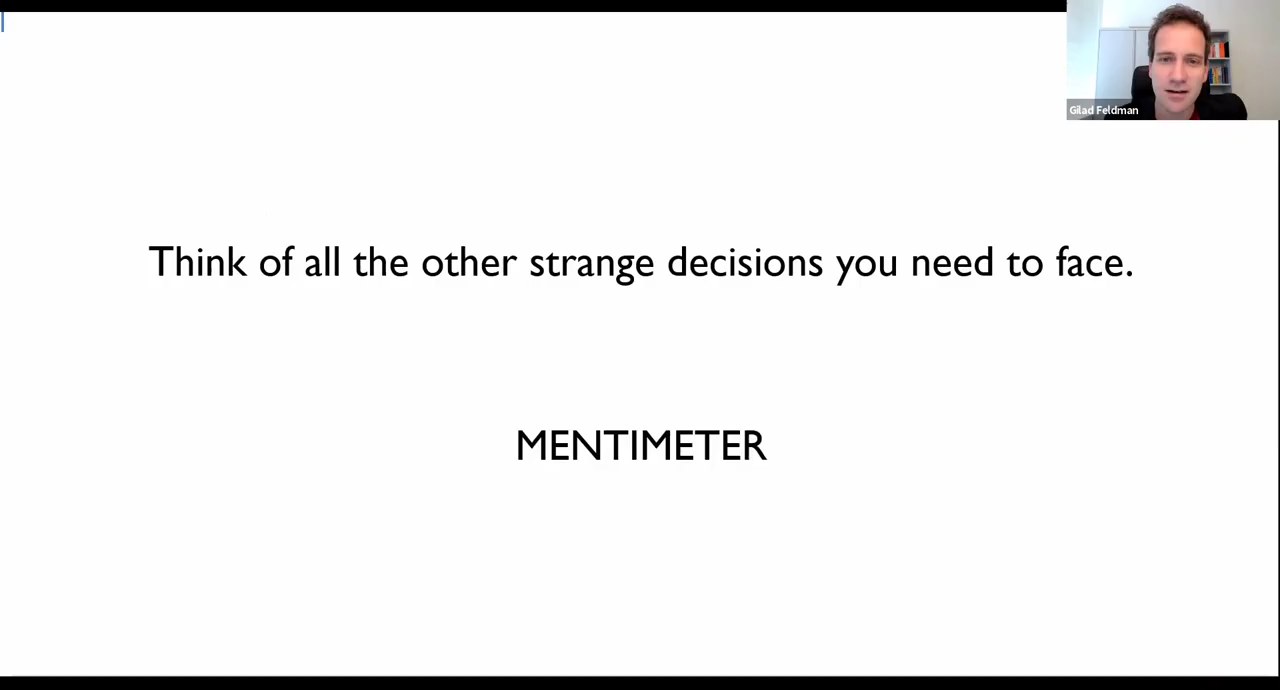 Gilad Feldman
Think of all the other strange decisions you need to face.
MENTIMETER